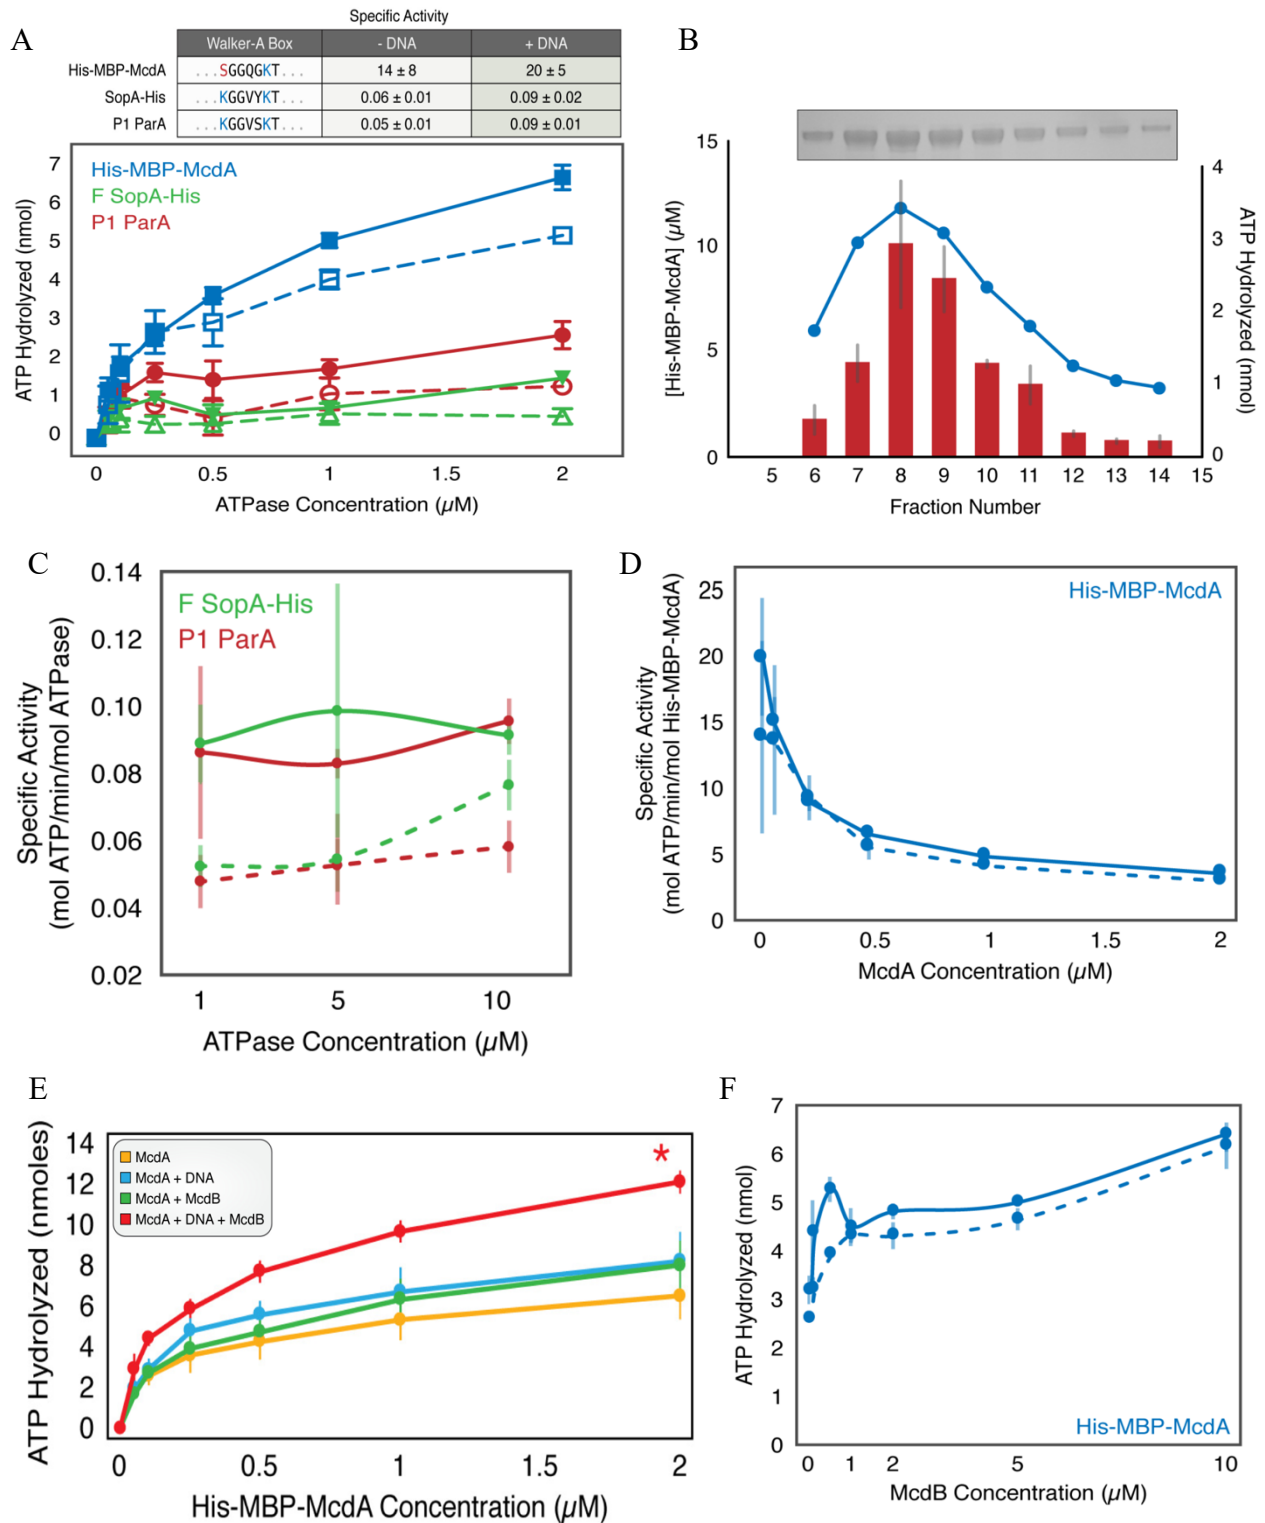 A
Specific Activity
Walker-A Box - DNA + DNA
His-MBP-McdA ...SGGQGKT... 14 ± 8 20 ± 5
SopA-His ...KGGVYKT... 0.06 ± 0.01 0.09 ± 0.02
P1 ParA ...KGGVSKT... 0.05 ± 0.01 0.09 ± 0.01
His-MBP-McdA
F SopA-His
P1 ParA
ATP Hydrolyzed (nmol)
7
6
5
4
3
2
1
0
0 0.5 1 1.5 2
ATPase Concentration (µM)
B
[His-MBP-McdA] (µM)
15
10
5
0
4
3
2
1
0
ATP Hydrolyzed (nmol)
5 6 7 8 9 10 11 12 13 14 15
Fraction Number
C
F SopA-His
P1 ParA
Specific Activity
(mol ATP/min/mol ATPase)
0.14
0.12
0.10
0.08
0.06
0.04
0.02
1 5 10
ATPase Concentration (µM)
D
His-MBP-McdA
Specific Activity
(mol ATP/min/mol His-MBP-McdA)
25
20
15
10
5
0
0 0.5 1 1.5 2
McdA Concentration (µM)
E
McdA
McdA + DNA
McdA + McdB
McdA + DNA + McdB
*
ATP Hydrolyzed (nmoles)
14
12
10
8
6
4
2
0
0 0.5 1 1.5 2
His-MBP-McdA Concentration (µM)
F
ATP Hydrolyzed (nmol)
7
6
5
4
3
2
1
0
His-MBP-McdA
0 1 2 5 10
McdB Concentration (µM)